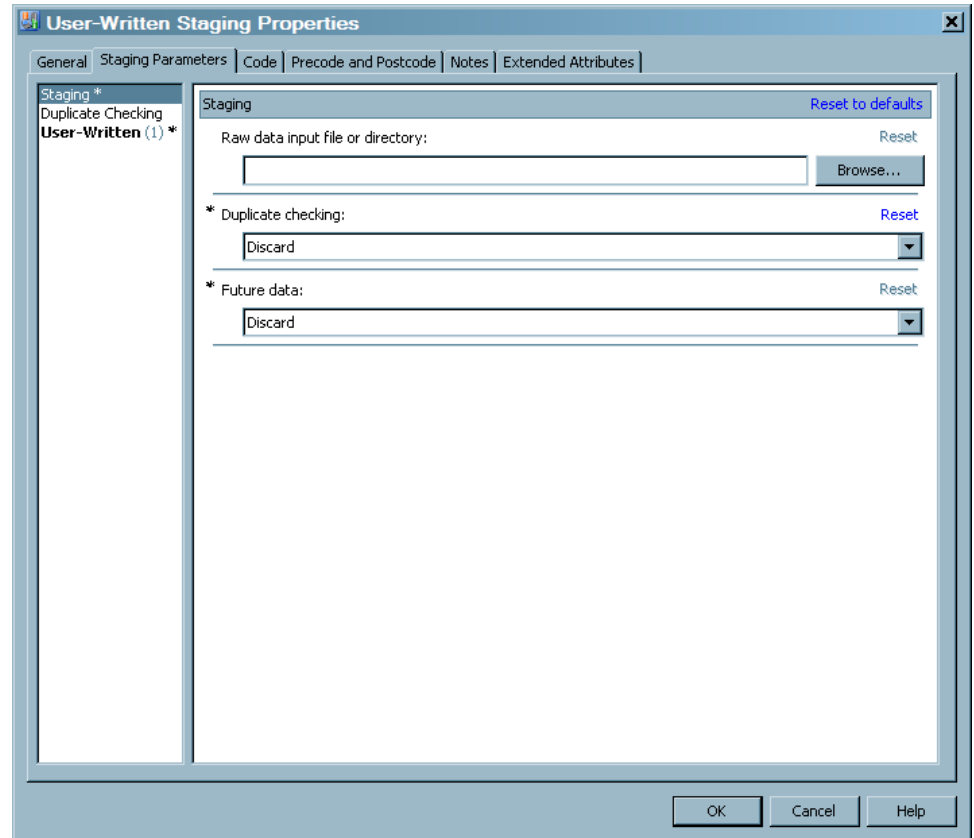 User-Written Staging Properties
General Staging Parameters Code Precode and Postcode Notes Extended Attributes
Staging *
Duplicate Checking
User-Written (1) *
Staging Reset to defaults
Raw data input file or directory: Reset
Browse...
* Duplicate checking: Reset
Discard
* Future data: Reset
Discard
OK Cancel Help